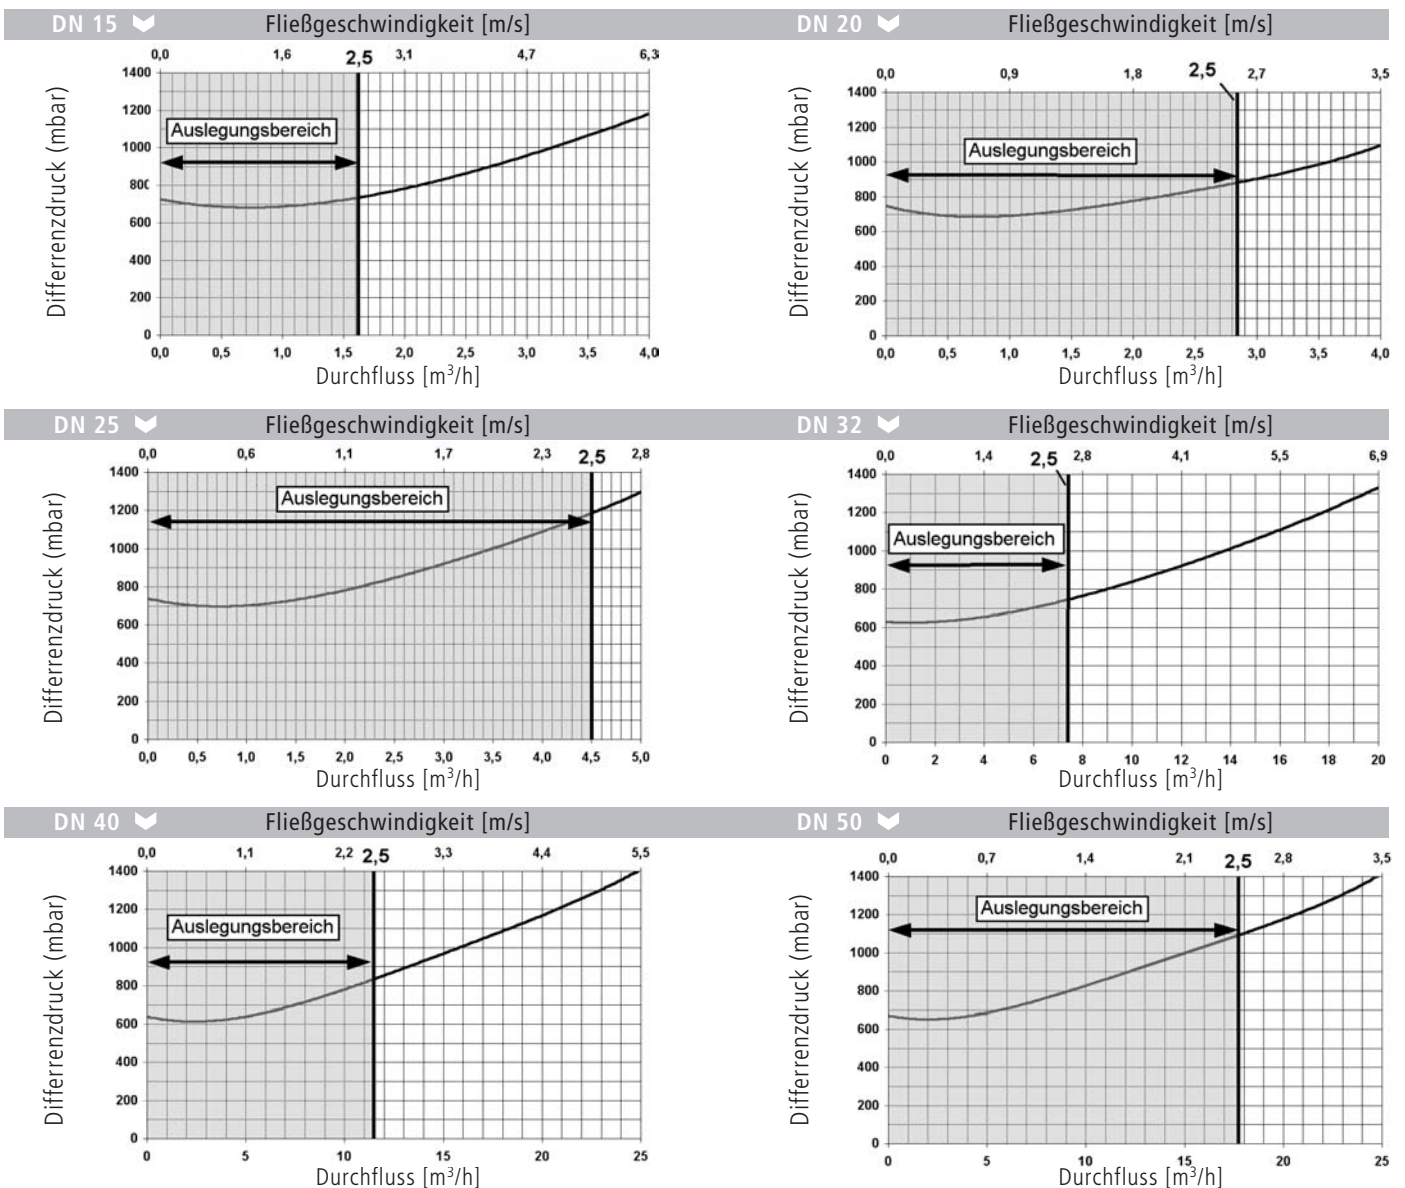 DN 15 Fließgeschwindigkeit [m/s]
0,0 1,6 2,5 3,1 4,7 6,3
Differrenzdruck (mbar)
1400
1200
1000
800
600
400
200
0
Auslegungsbereich
0,0 0,5 1,0 1,5 2,0 2,5 3,0 3,5 4,0
Durchfluss [m³/h]
DN 20 Fließgeschwindigkeit [m/s]
0,0 0,9 1,8 2,5 2,7 3,5
Differrenzdruck (mbar)
1400
1200
1000
800
600
400
200
0
Auslegungsbereich
0,0 0,5 1,0 1,5 2,0 2,5 3,0 3,5 4,0
Durchfluss [m³/h]
DN 25 Fließgeschwindigkeit [m/s]
0,0 0,6 1,1 1,7 2,3 2,5 2,8
Differrenzdruck (mbar)
1400
1200
1000
800
600
400
200
0
Auslegungsbereich
0,0 0,5 1,0 1,5 2,0 2,5 3,0 3,5 4,0 4,5 5,0
Durchfluss [m³/h]
DN 32 Fließgeschwindigkeit [m/s]
0,0 1,4 2,5 2,8 4,1 5,5 6,9
Differrenzdruck (mbar)
1400
1200
1000
800
600
400
200
0
Auslegungsbereich
0 2 4 6 8 10 12 14 16 18 20
Durchfluss [m³/h]
DN 40 Fließgeschwindigkeit [m/s]
0,0 1,1 2,2 2,5 3,3 4,4 5,5
Differrenzdruck (mbar)
1400
1200
1000
800
600
400
200
0
Auslegungsbereich
0 5 10 15 20 25
Durchfluss [m³/h]
DN 50 Fließgeschwindigkeit [m/s]
0,0 0,7 1,4 2,1 2,5 2,8 3,5
Differrenzdruck (mbar)
1400
1200
1000
800
600
400
200
0
Auslegungsbereich
0 5 10 15 20 25
Durchfluss [m³/h]